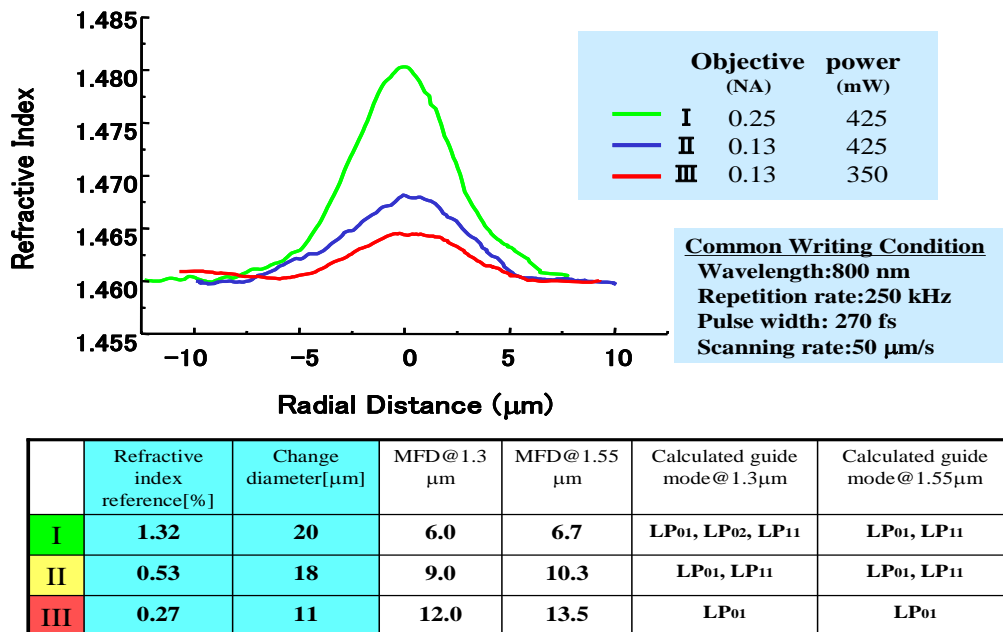 1.485
1.480
1.475
1.470
1.465
1.460
1.455
Refractive Index
−10
−5
0
5
10
Radial Distance (μm)
Objective power
(NA) (mW)
I 0.25 425
II 0.13 425
III 0.13 350
Common Writing Condition
Wavelength:800 nm
Repetition rate:250 kHz
Pulse width: 270 fs
Scanning rate:50 μm/s
Refractive index reference[%] Change diameter[μm] MFD@1.3 μm MFD@1.55 μm Calculated guide mode@1.3μm Calculated guide mode@1.55μm
I 1.32 20 6.0 6.7 LP01, LP02, LP11 LP01, LP11
II 0.53 18 9.0 10.3 LP01, LP11 LP01, LP11
III 0.27 11 12.0 13.5 LP01 LP01